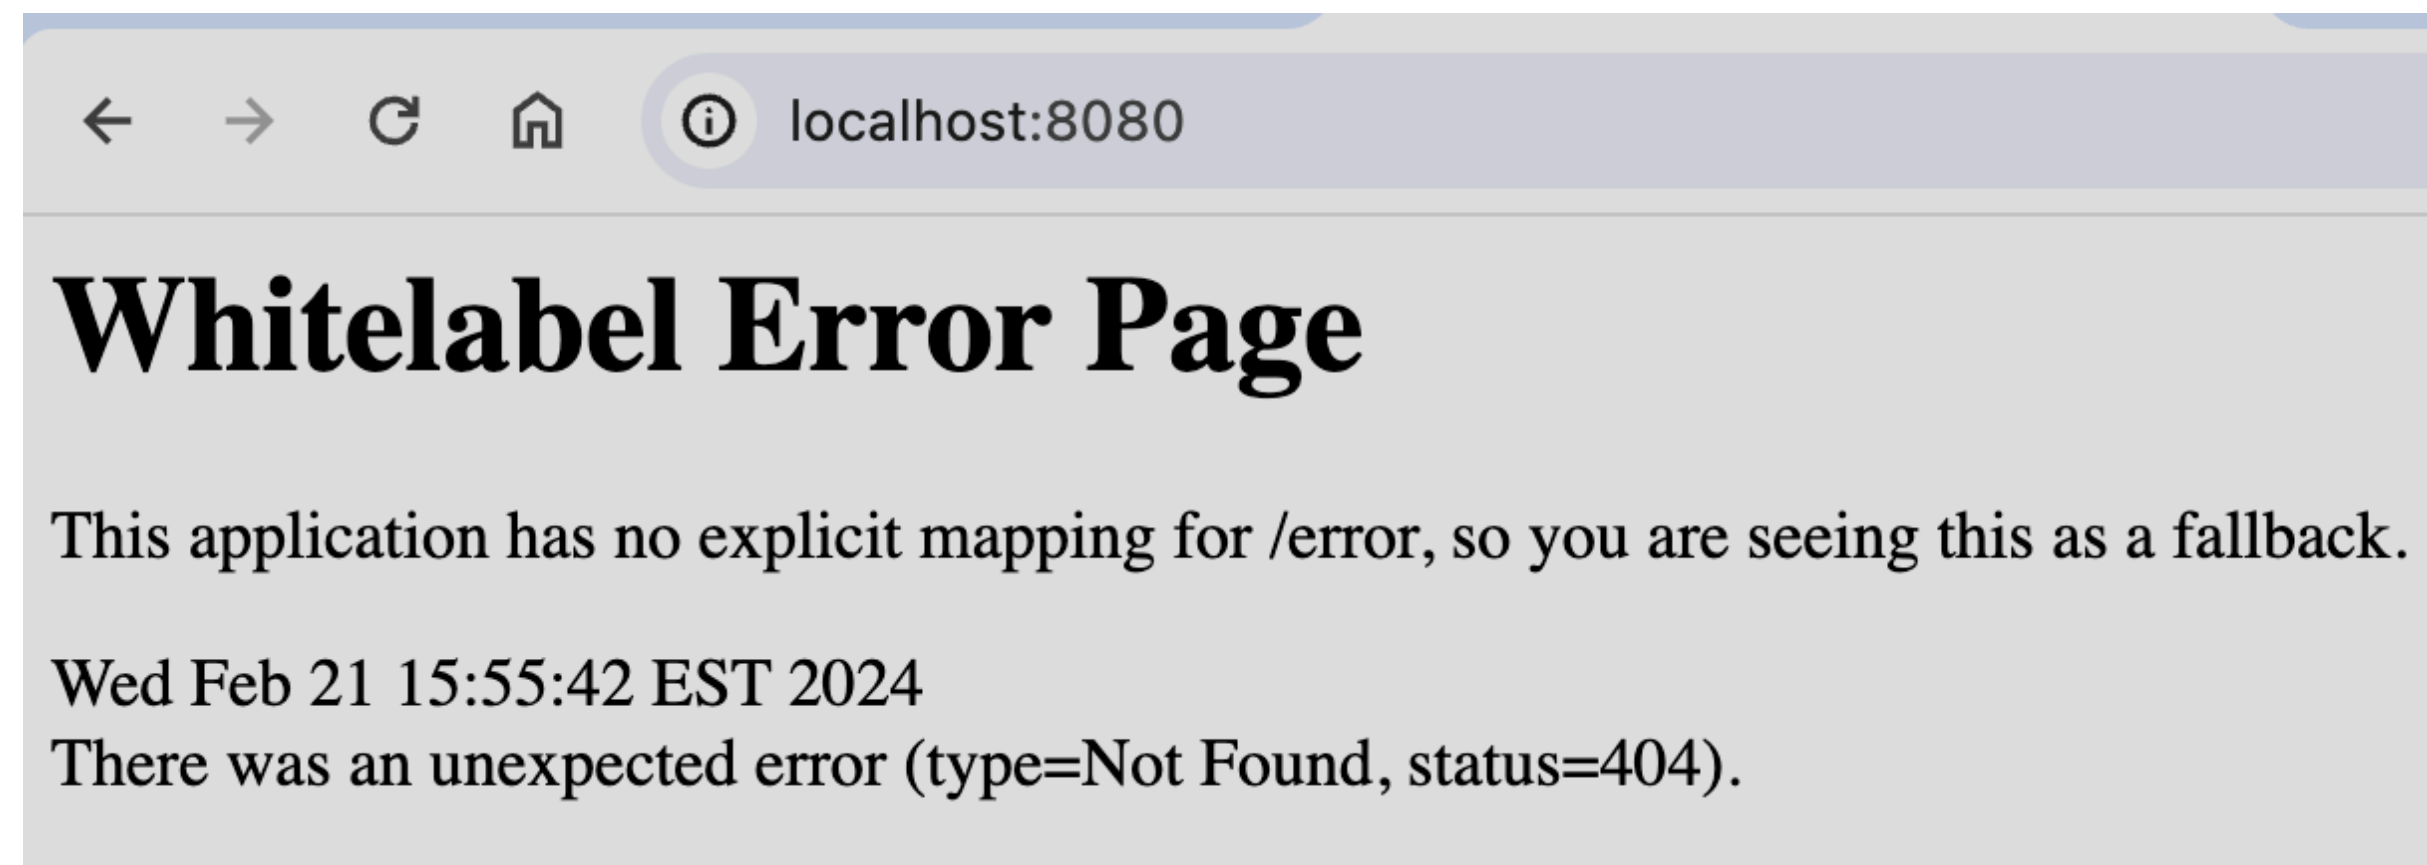 localhost:8080
Whitelabel Error Page
This application has no explicit mapping for /error, so you are seeing this as a fallback.
Wed Feb 21 15:55:42 EST 2024
There was an unexpected error (type=Not Found, status=404).